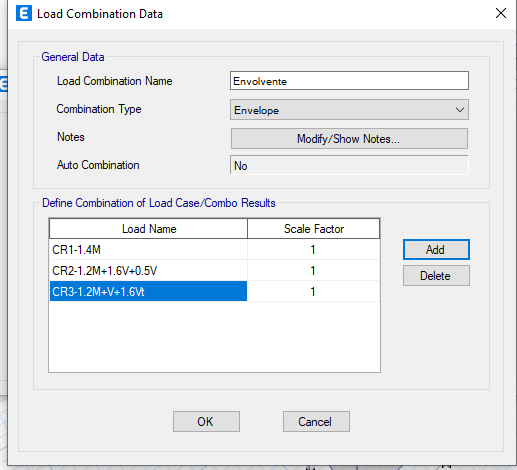 E Load Combination Data
General Data
Load Combination Name Envolvente
Combination Type Envelope
Notes Modify/Show Notes...
Auto Combination No
Define Combination of Load Case/Combo Results
Load Name Scale Factor
CR1-1.4M 1
CR2-1.2M+1.6V+0.5V 1
CR3-1.2M+V+1.6Vt 1
Add
Delete
OK Cancel